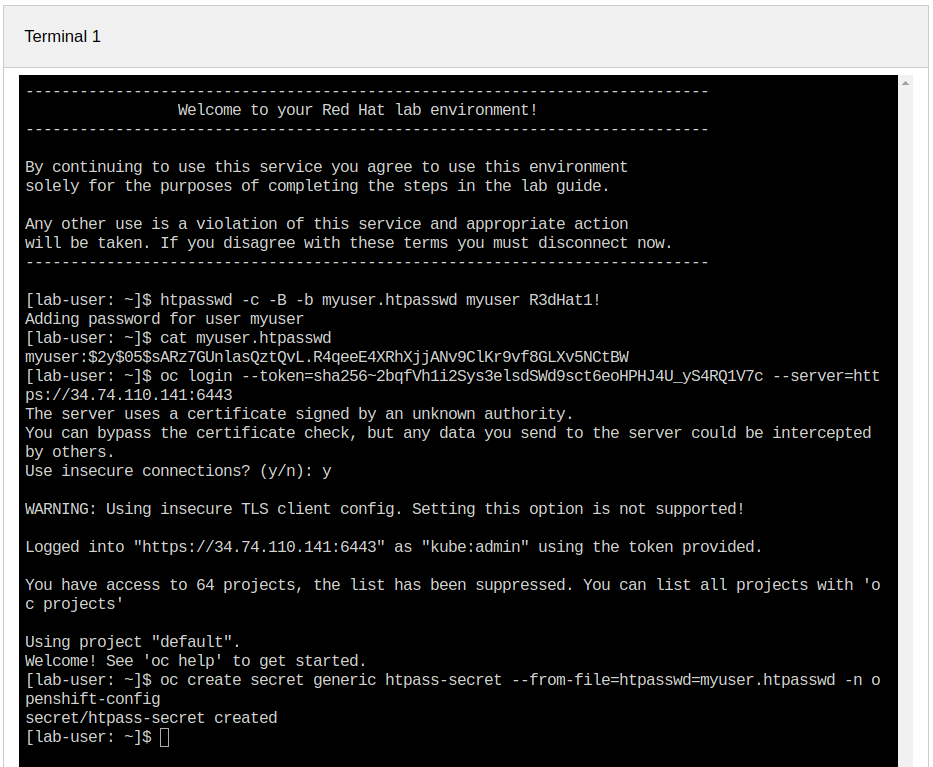 Terminal 1
----------------------------------------------------------------------------
Welcome to your Red Hat lab environment!
----------------------------------------------------------------------------
By continuing to use this service you agree to use this environment
solely for the purposes of completing the steps in the lab guide.
Any other use is a violation of this service and appropriate action
will be taken. If you disagree with these terms you must disconnect now.
----------------------------------------------------------------------------
[lab-user: ~]$ htpasswd -c -B -b myuser.htpasswd myuser R3dHat1!
Adding password for user myuser
[lab-user: ~]$ cat myuser.htpasswd
myuser:$2y$05$sARz7GUnlasQztQvL.R4qeeE4XRhXjjANv9ClKr9vf8GLXv5NCtBW
[lab-user: ~]$ oc login --token=sha256~2bqfVh1i2Sys3elsdSWd9sct6eoHPHJ4U_yS4RQ1V7c --server=htt
ps://34.74.110.141:6443
The server uses a certificate signed by an unknown authority.
You can bypass the certificate check, but any data you send to the server could be intercepted
by others.
Use insecure connections? (y/n): y
WARNING: Using insecure TLS client config. Setting this option is not supported!
Logged into "https://34.74.110.141:6443" as "kube:admin" using the token provided.
You have access to 64 projects, the list has been suppressed. You can list all projects with 'o
c projects'
Using project "default".
Welcome! See 'oc help' to get started.
[lab-user: ~]$ oc create secret generic htpass-secret --from-file=htpasswd=myuser.htpasswd -n o
penshift-config
secret/htpass-secret created
[lab-user: ~]$